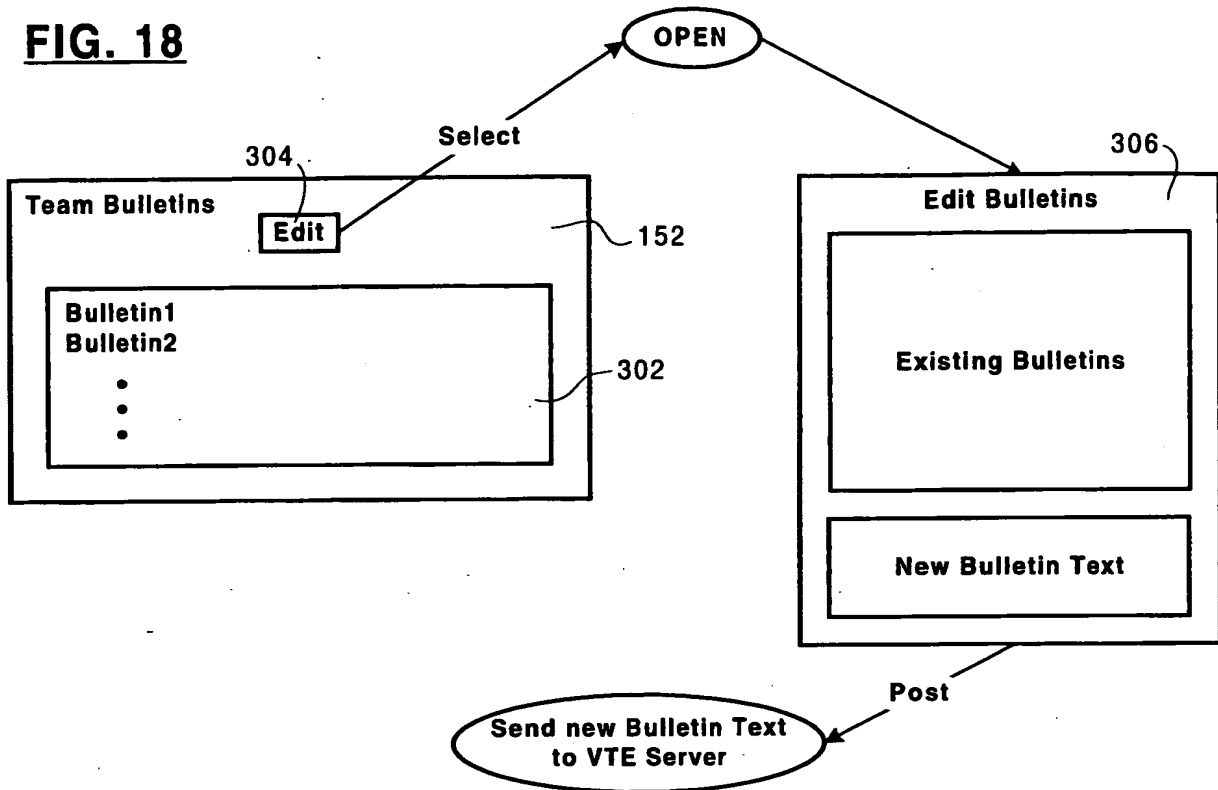 FIG. 18
OPEN
Select
304
306
Team Bulletins
Edit
152
Bulletin1
Bulletin2
302
Edit Bulletins
Existing Bulletins
New Bulletin Text
Post
Send new Bulletin Text
to VTE Server